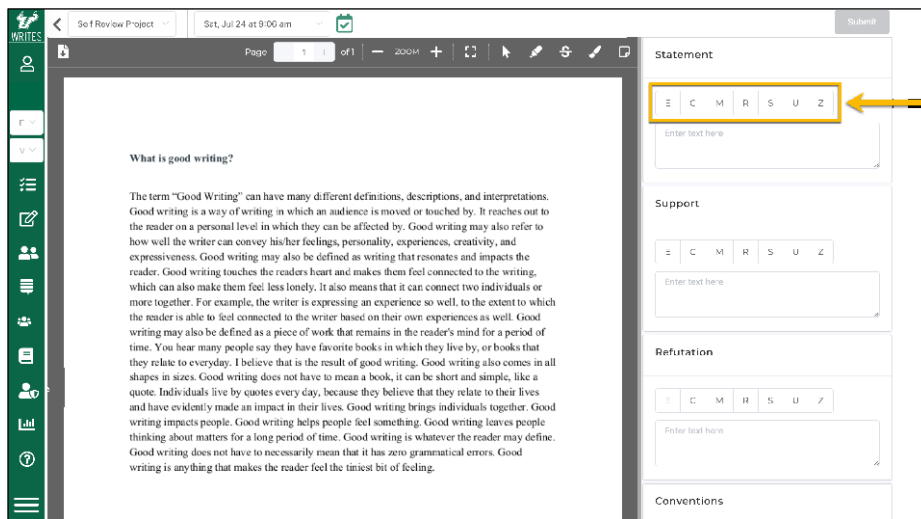 WRITES
Self Review Project
Sat, Jul 24 at 9:06 am
Submit
Page 1 of 1 ZOOM
What is good writing?
The term “Good Writing” can have many different definitions, descriptions, and interpretations.
Good writing is a way of writing in which an audience is moved or touched by. It reaches out to
the reader on a personal level in which they can be affected by. Good writing may also refer to
how well the writer can convey his/her feelings, personality, experiences, creativity, and
expressiveness. Good writing may also be defined as writing that resonates and impacts the
reader. Good writing touches the readers heart and makes them feel connected to the writing,
which can also make them feel less lonely. It also means that it can connect two individuals or
more together. For example, the writer is expressing an experience so well, to the extent to which
the reader is able to feel connected to the writer based on their own experiences as well. Good
writing may also be defined as a piece of work that remains in the reader's mind for a period of
time. You hear many people say they have favorite books in which they live by, or books that
they relate to everyday. I believe that is the result of good writing. Good writing also comes in all
shapes in sizes. Good writing does not have to mean a book, it can be short and simple, like a
quote. Individuals live by quotes every day, because they believe that they relate to their lives
and have evidently made an impact in their lives. Good writing brings individuals together. Good
writing impacts people. Good writing helps people feel something. Good writing leaves people
thinking about matters for a long period of time. Good writing is whatever the reader may define.
Good writing does not have to necessarily mean that it has zero grammatical errors. Good
writing is anything that makes the reader feel the tiniest bit of feeling.
Statement
E C M R S U Z
Enter text here
Support
E C M R S U Z
Enter text here
Refutation
E C M R S U Z
Enter text here
Conventions